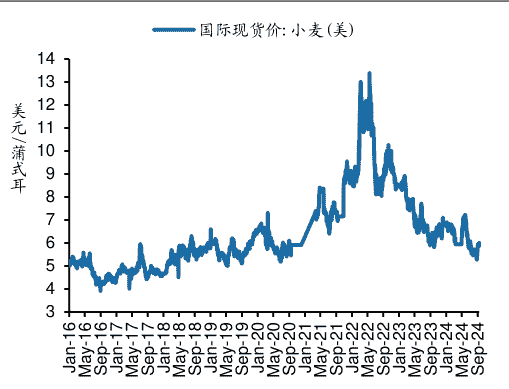 国际现货价:小麦(美)
美元/蒲式耳
14
13
12
11
10
9
8
7
6
5
4
3
Jan-16
May-16
Sep-16
Jan-17
May-17
Sep-17
Jan-18
May-18
Sep-18
Jan-19
May-19
Sep-19
Jan-20
May-20
Sep-20
Jan-21
May-21
Sep-21
Jan-22
May-22
Sep-22
Jan-23
May-23
Sep-23
Jan-24
May-24
Sep-24